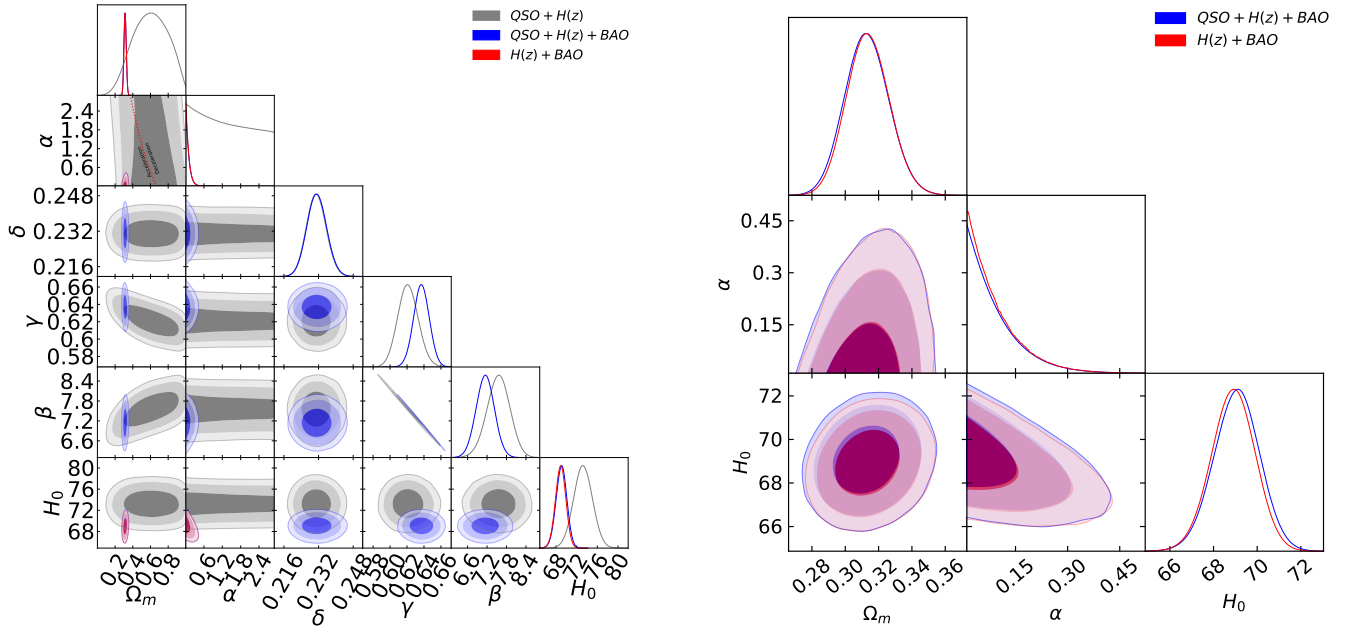 QSO + H(z)
QSO + H(z) + BAO
H(z) + BAO
QSO + H(z) + BAO
H(z) + BAO
2.4
1.8
1.2
0.6
α
Acceleration
Deceleration
0.248
0.232
0.216
δ
0.66
0.64
0.62
0.6
0.58
γ
8.4
7.8
7.2
6.6
β
80
76
72
68
H₀
0.2
0.4
0.6
0.8
Ωₘ
0.6
1.2
1.8
2.4
α
0.216
0.232
0.248
δ
0.58
0.60
0.62
0.64
0.66
γ
6.6
7.2
7.8
8.4
β
68
72
76
80
H₀
0.45
0.3
0.15
α
72
70
68
66
H₀
0.28
0.30
0.32
0.34
0.36
Ωₘ
0.15
0.3
0.45
α
66
68
70
72
H₀